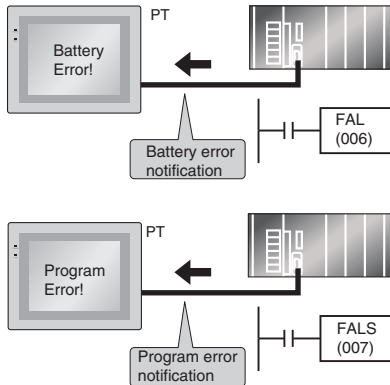 PT
Battery
Error!
FAL
(006)
Battery error
notification
PT
Program
Error!
FALS
(007)
Program error
notification